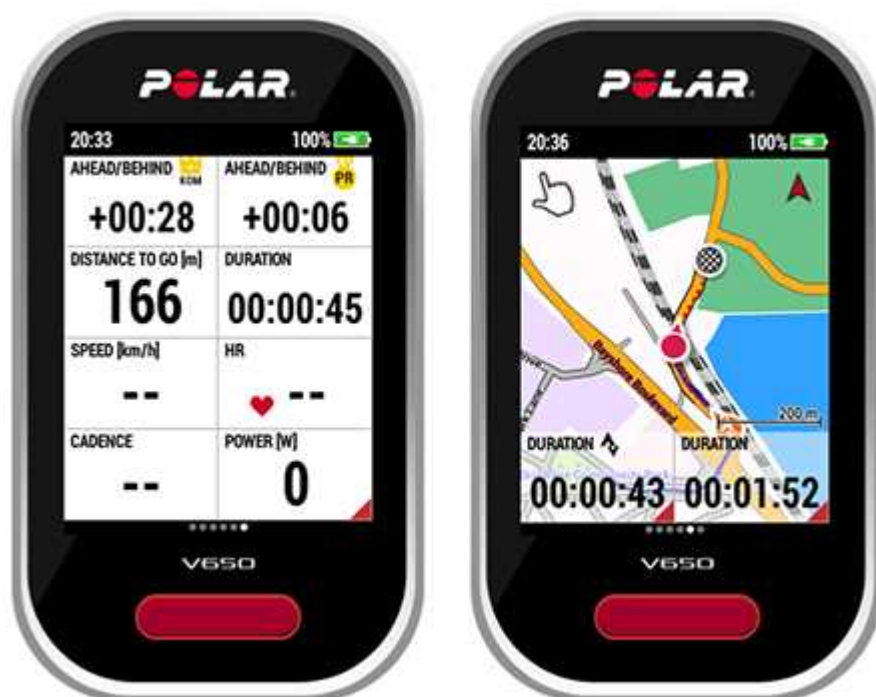 POLAR
20:33 100%
AHEAD/BEHIND KOM AHEAD/BEHIND PR
+00:28 +00:06
DISTANCE TO GO [m] DURATION
166 00:00:45
SPEED [km/h] HR
-- --
CADENCE POWER [W]
-- 0
V650
POLAR
20:36 100%
Bayshore Boulevard
200 m
DURATION DURATION
00:00:43 00:01:52
V650